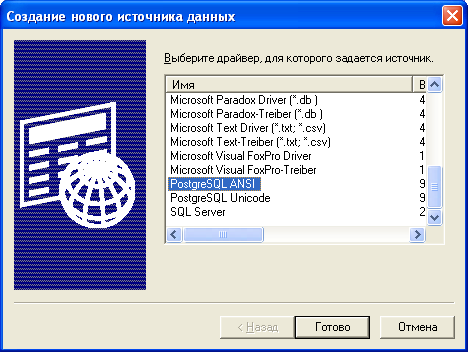 Создание нового источника данных
Выберите драйвер, для которого задается источник.
Имя В
Microsoft Paradox Driver (*.db ) 4
Microsoft Paradox-Treiber (*.db ) 4
Microsoft Text Driver (*.txt; *.csv) 4
Microsoft Text-Treiber (*.txt; *.csv) 4
Microsoft Visual FoxPro Driver 1
Microsoft Visual FoxPro-Treiber 1
PostgreSQL ANSI 9
PostgreSQL Unicode 9
SQL Server 2
< Назад Готово Отмена